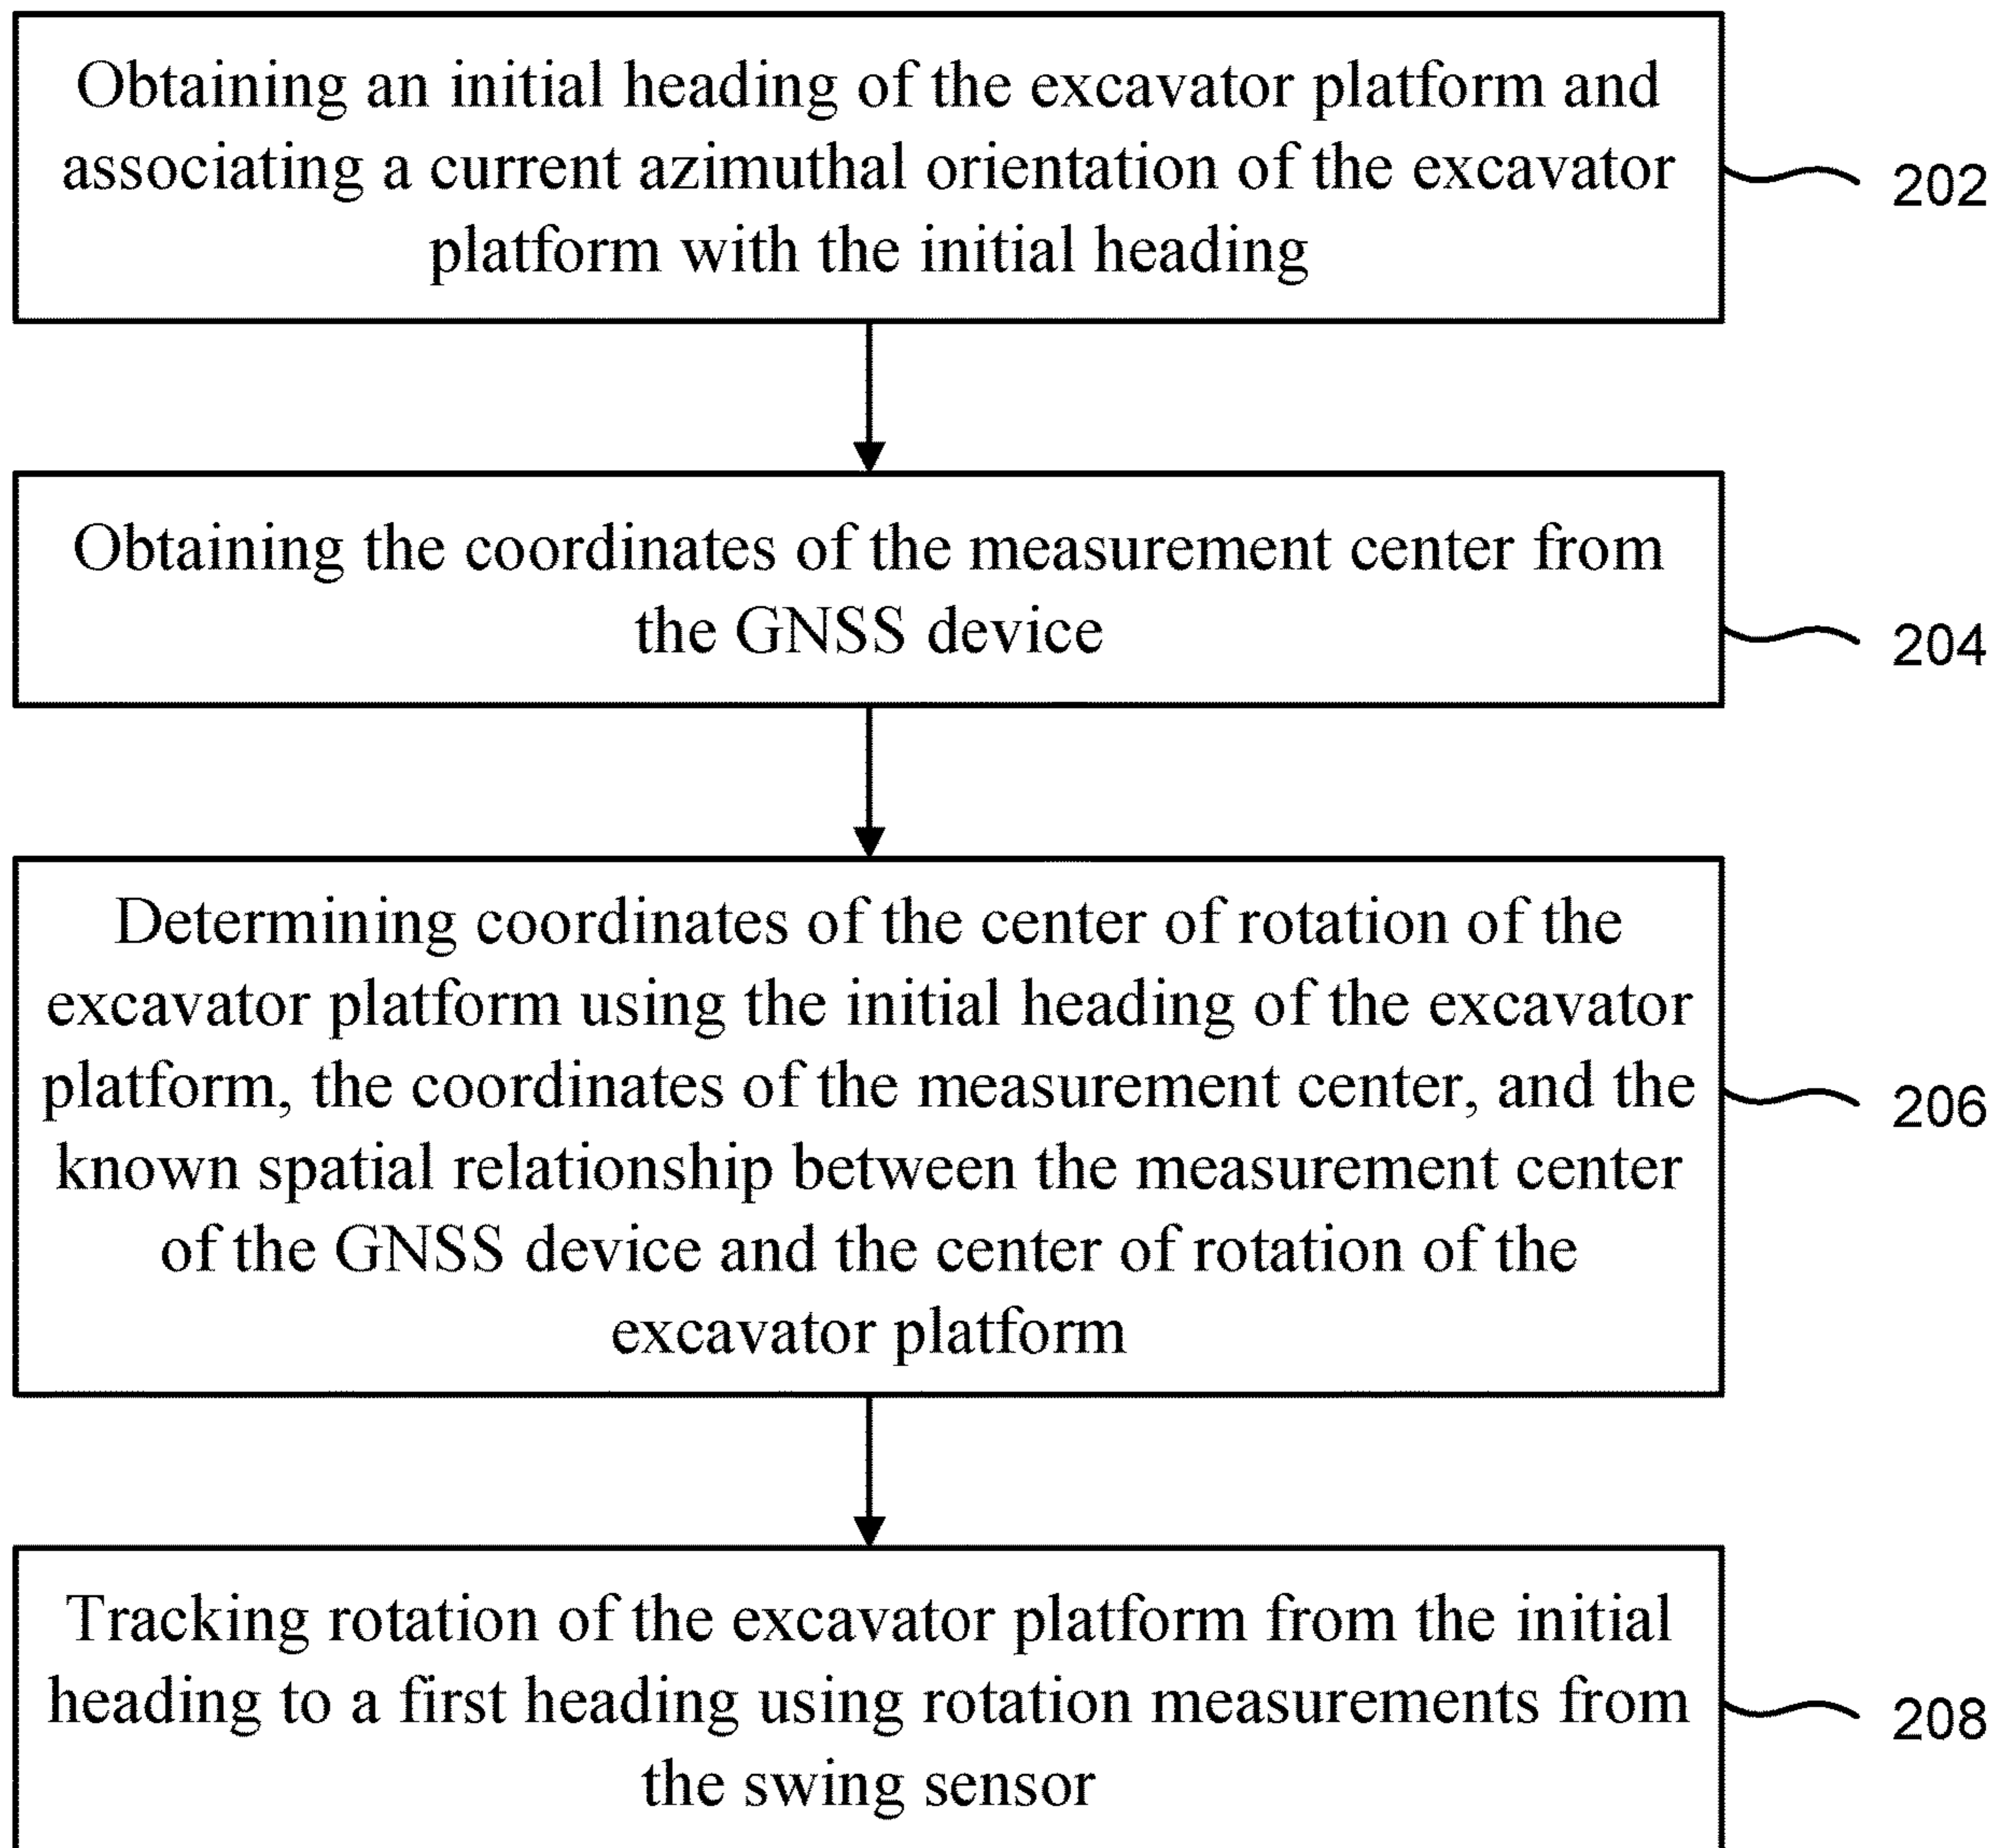 Obtaining an initial heading of the excavator platform and
associating a current azimuthal orientation of the excavator
platform with the initial heading
202
Obtaining the coordinates of the measurement center from
the GNSS device
204
Determining coordinates of the center of rotation of the
excavator platform using the initial heading of the excavator
platform, the coordinates of the measurement center, and the
known spatial relationship between the measurement center
of the GNSS device and the center of rotation of the
excavator platform
206
Tracking rotation of the excavator platform from the initial
heading to a first heading using rotation measurements from
the swing sensor
208